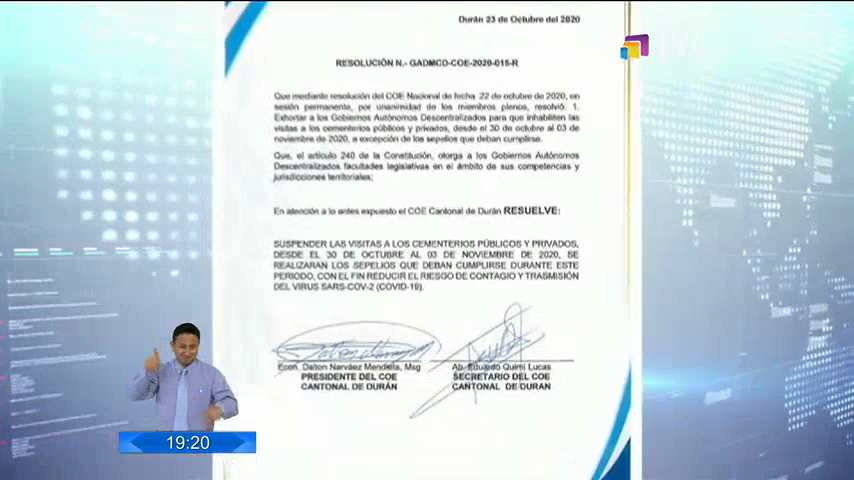 Durán 23 de Octubre del 2020
RESOLUCIÓN N.- GADMCD-COE-2020-015-R
Que mediante resolución del COE Nacional de fecha 22 de octubre de 2020, en
sesión permanente, por unanimidad de los miembros plenos, resolvió: 1.
Exhortar a los Gobiernos Autónomos Descentralizados para que inhabiliten las
visitas a los cementerios públicos y privados, desde el 30 de octubre al 03 de
noviembre de 2020, a excepción de los sepelios que deban cumplirse.
Que, el artículo 240 de la Constitución, otorga a los Gobiernos Autónomos
Descentralizados facultades legislativas en el ámbito de sus competencias y
jurisdicciones territoriales;
En atención a lo antes expuesto el COE Cantonal de Durán RESUELVE:
SUSPENDER LAS VISITAS A LOS CEMENTERIOS PÚBLICOS Y PRIVADOS,
DESDE EL 30 DE OCTUBRE AL 03 DE NOVIEMBRE DE 2020, SE
REALIZARAN LOS SEPELIOS QUE DEBAN CUMPLIRSE DURANTE ESTE
PERIODO, CON EL FIN REDUCIR EL RIESGO DE CONTAGIO Y TRASMISIÓN
DEL VIRUS SARS-COV-2 (COVID-19).
Econ. Dalton Narváez Mendieta, Msg Ab. Eduardo Quimi Lucas
PRESIDENTE DEL COE SECRETARIO DEL COE
CANTONAL DE DURÁN CANTONAL DE DURAN
19:20